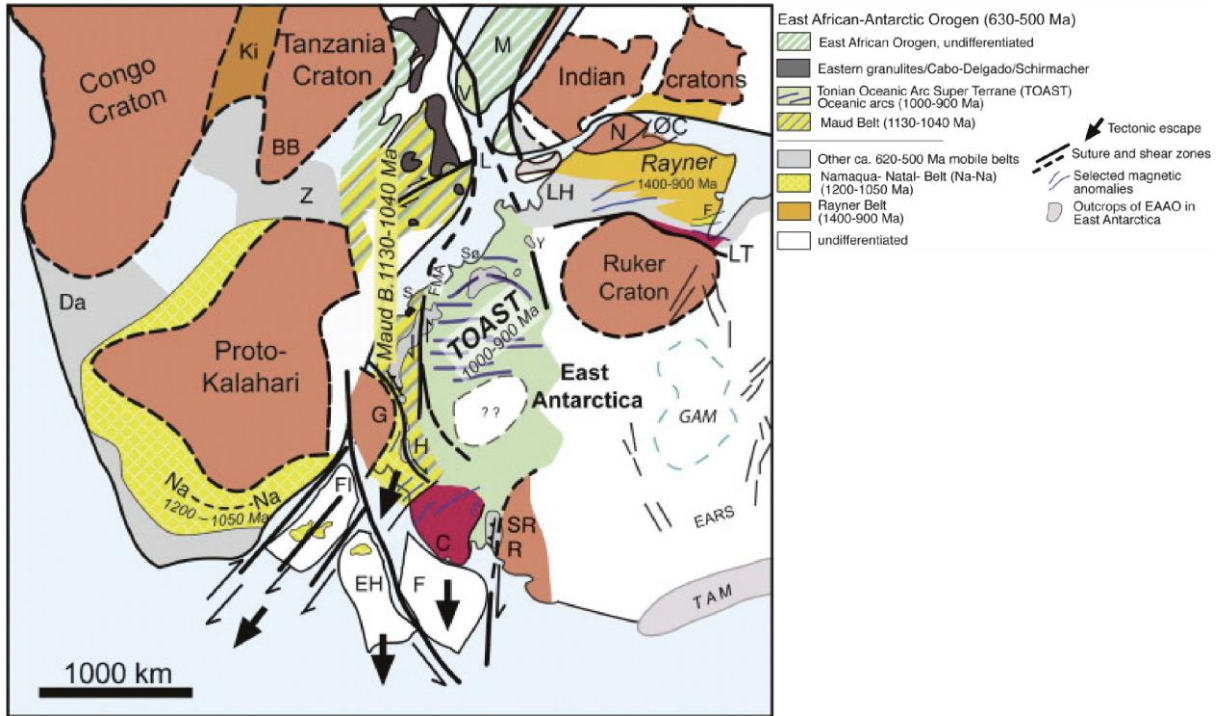 Congo
Craton
Ki
Tanzania
Craton
BB
Z
Da
M
V
Indian
cratons
N
ØC
Rayner
1400-900 Ma
F
L
LH
LT
Ruker
Craton
Maud B.1130-1040 Ma
S
FMA
Sø
Y
TOAST
1000-900 Ma
East
Antarctica
? ?
GAM
EARS
TAM
Proto-
Kalahari
G
H
Na
Na
1200–1050 Ma
FI
EH
F
C
SR
R
1000 km
East African-Antarctic Orogen (630-500 Ma)
East African Orogen, undifferentiated
Eastern granulites/Cabo-Delgado/Schirmacher
Tonian Oceanic Arc Super Terrane (TOAST)
Oceanic arcs (1000-900 Ma)
Maud Belt (1130-1040 Ma)
Other ca. 620-500 Ma mobile belts
Namaqua- Natal- Belt (Na-Na)
(1200-1050 Ma)
Rayner Belt
(1400-900 Ma)
undifferentiated
Tectonic escape
Suture and shear zones
Selected magnetic
anomalies
Outcrops of EAAO in
East Antarctica